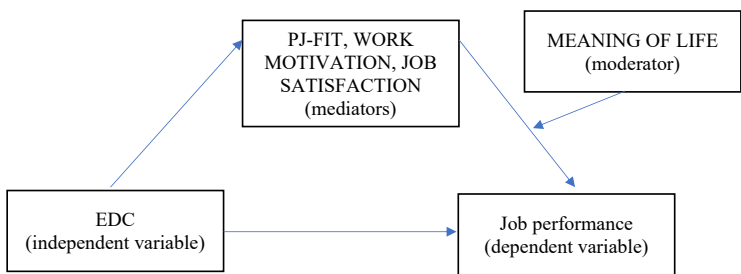 PJ-FIT, WORK
MOTIVATION, JOB
SATISFACTION
(mediators)
MEANING OF LIFE
(moderator)
EDC
(independent variable)
Job performance
(dependent variable)